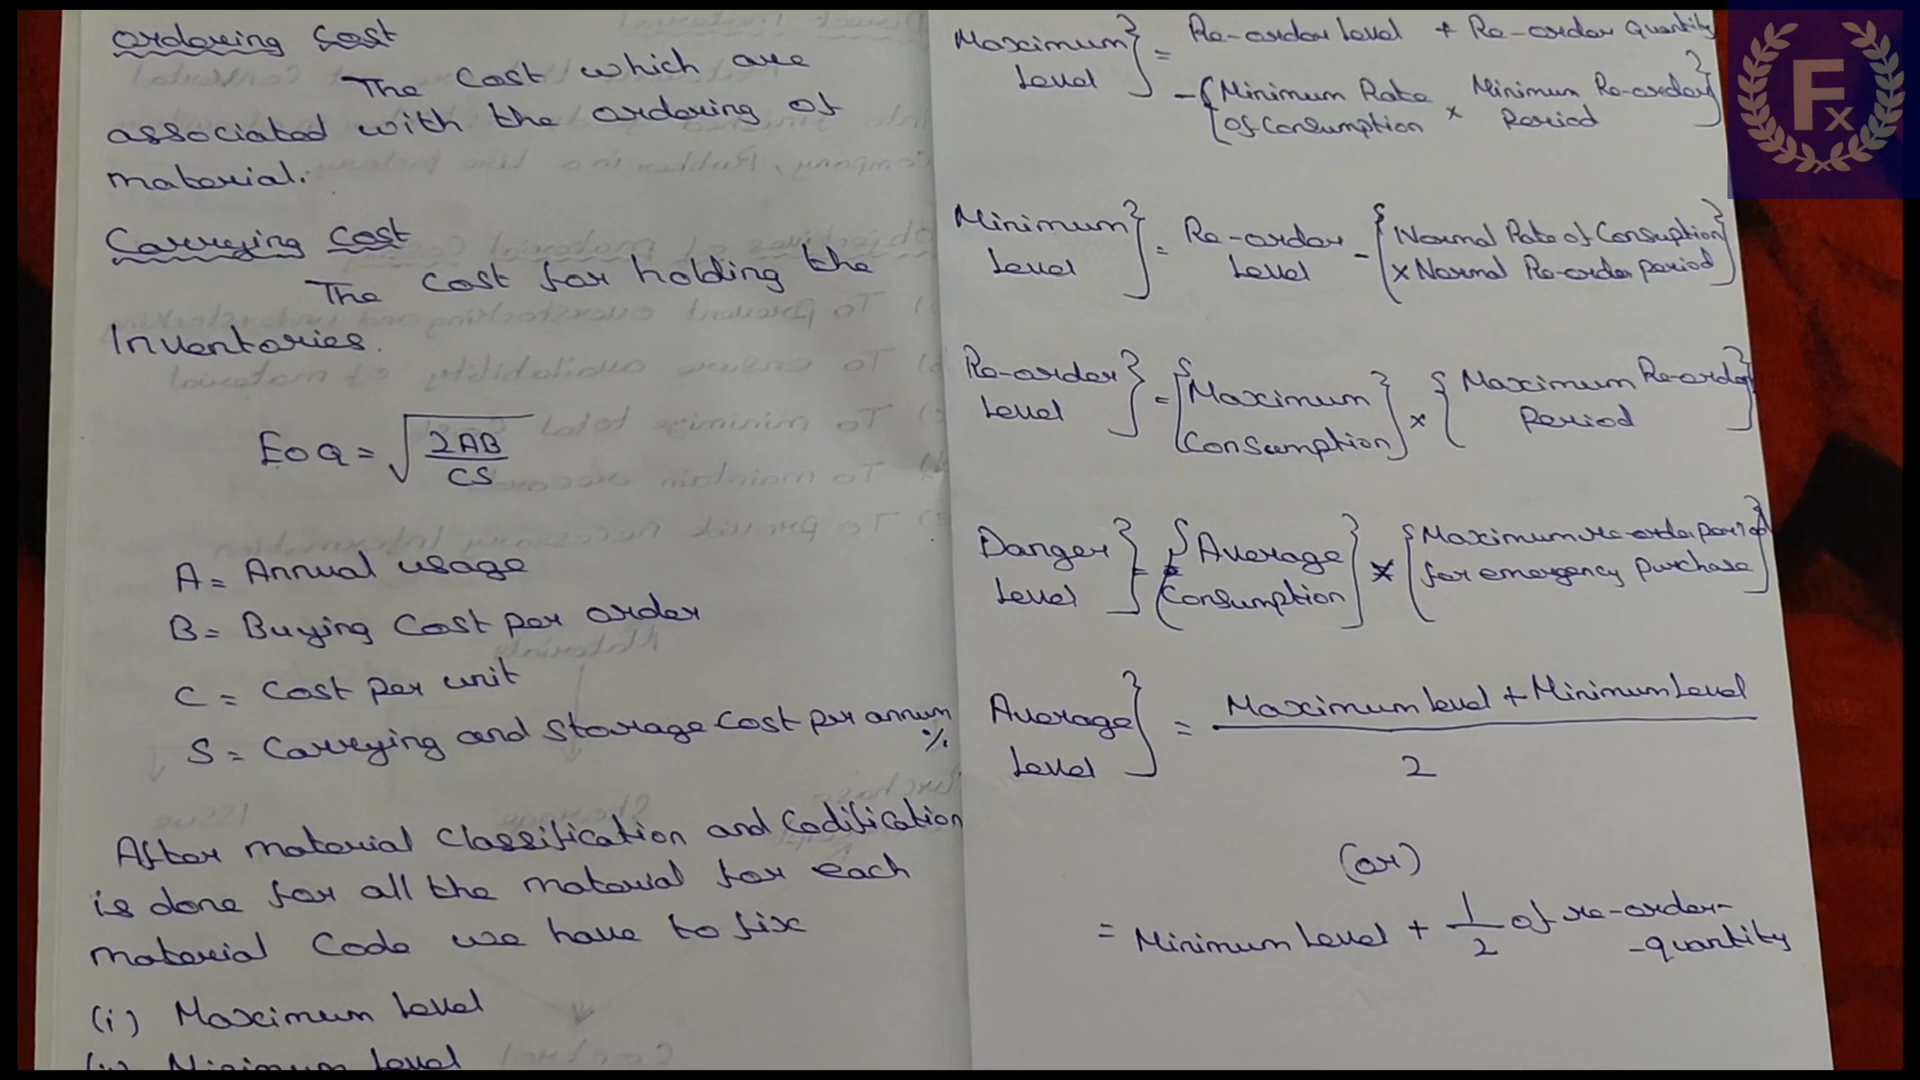 Ordering Cost
The Cost which are
associated with the ordering of
material.
Carrying Cost
The Cost for holding the
Inventories.
EOQ = √2AB/CS
A = Annual usage
B = Buying Cost per order
C = Cost per unit
S = Carrying and Storage Cost per annum
%
After material Classification and Codification
is done for all the material for each
material Code we have to fix
(i) Maximum Level
(ii) Minimum Level
Maximum Level } = Re-order Level + Re-order Quantity
- { Minimum Rate of Consumption × Minimum Re-order Period }
Minimum Level } = Re-order Level - { Normal Rate of Consuption
× Normal Re-order period }
Re-order Level } = { Maximum Consumption } × { Maximum Re-order Period }
Danger Level } = { Average Consumption } × { Maximum re-order period
for emergency purchase }
Average Level } = Maximum Level + Minimum Level
2
(or)
= Minimum Level + 1/2 of re-order-
-quantity
Fx